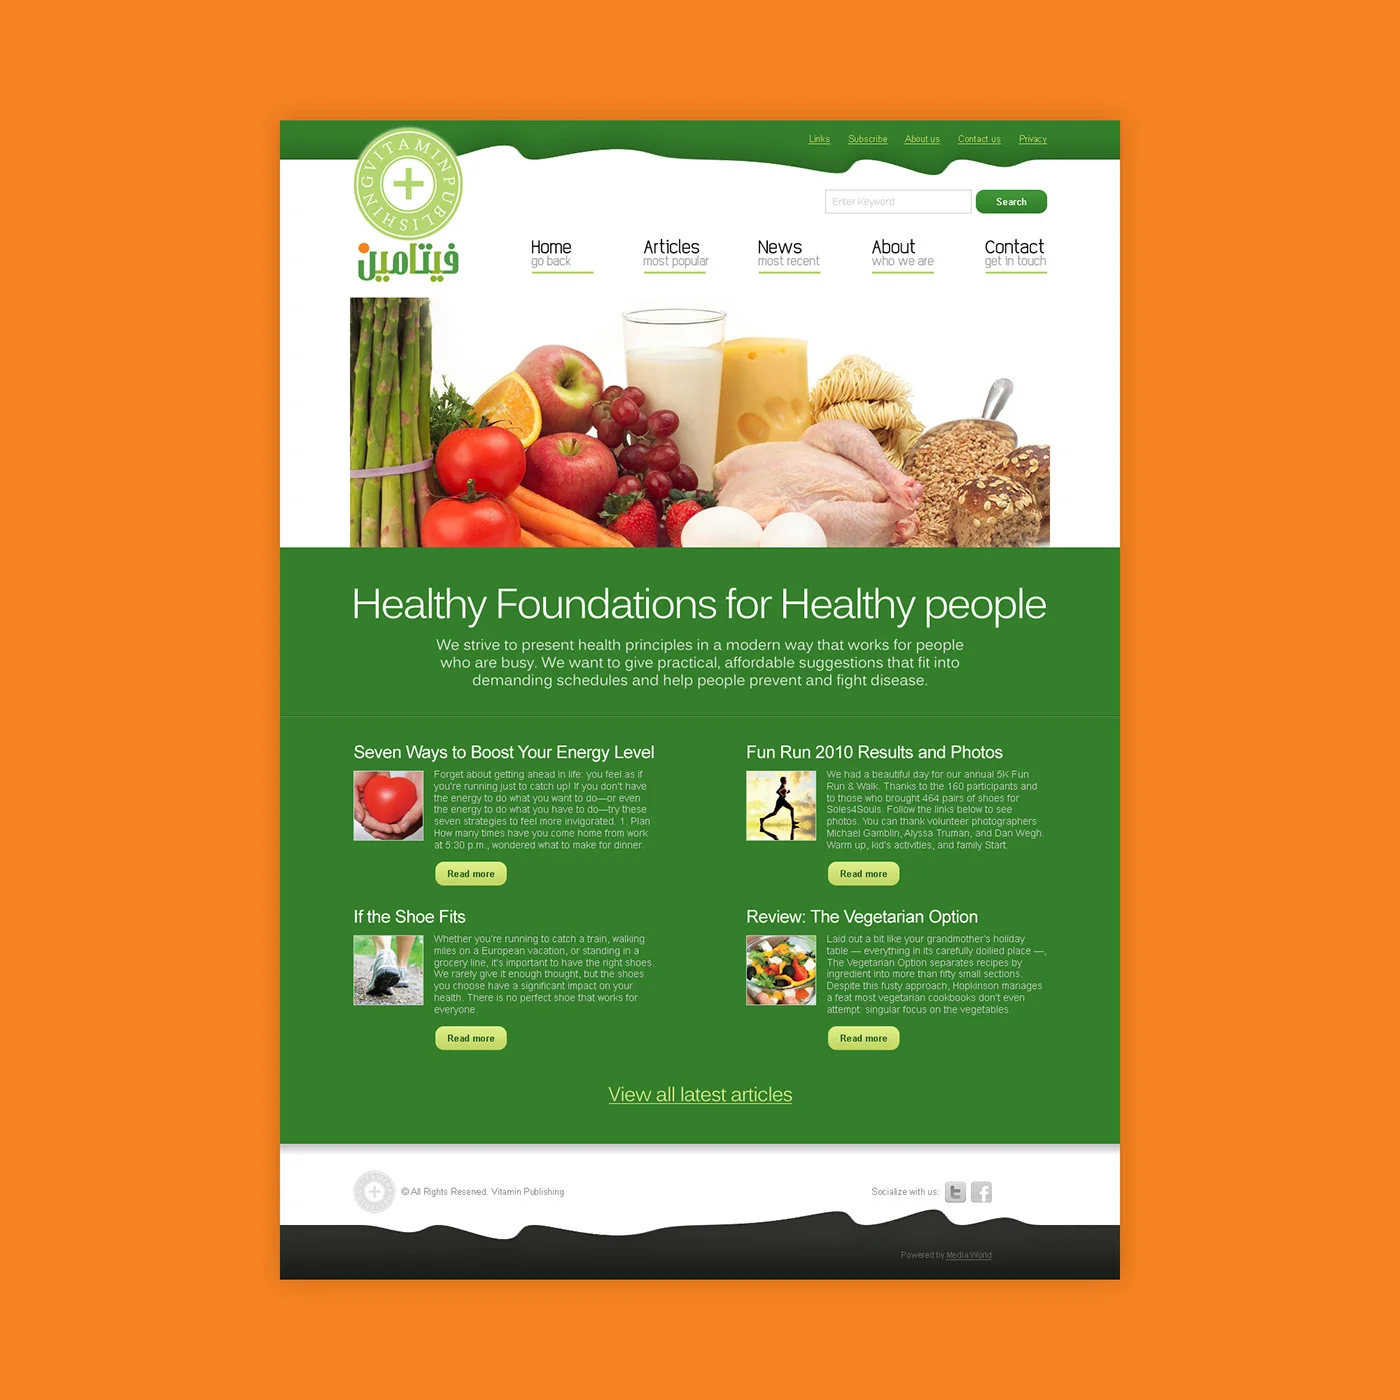 Links Subscribe About us Contact us Privacy
VITAMIN PUBLISHING
فيتامين
Enter Keyword Search
Home Articles News About Contact
go back most popular most recent who we are get in touch
Healthy Foundations for Healthy people
We strive to present health principles in a modern way that works for people
who are busy. We want to give practical, affordable suggestions that fit into
demanding schedules and help people prevent and fight disease.
Seven Ways to Boost Your Energy Level
Forget about getting ahead in life: you feel as if
you're running just to catch up! If you don't have
the energy to do what you want to do—or even
the energy to do what you have to do—try these
seven strategies to feel more invigorated. 1. Plan
How many times have you come home from work
at 5:30 p.m., wondered what to make for dinner.
Read more
Fun Run 2010 Results and Photos
We had a beautiful day for our annual 5K Fun
Run & Walk. Thanks to the 160 participants and
to those who brought 464 pairs of shoes for
Soles4Souls. Follow the links below to see
photos. You can thank volunteer photographers
Michael Gamblin, Alyssa Truman, and Dan Wegh.
Warm up, kid's activities, and family Start.
Read more
If the Shoe Fits
Whether you're running to catch a train, walking
miles on a European vacation, or standing in a
grocery line, it's important to have the right shoes.
We rarely give it enough thought, but the shoes
you choose have a significant impact on your
health. There is no perfect shoe that works for
everyone.
Read more
Review: The Vegetarian Option
Laid out a bit like your grandmother's holiday
table — everything in its carefully doilied place —,
The Vegetarian Option separates recipes by
ingredient into more than fifty small sections.
Despite this fusty approach, Hopkinson manages
a feat most vegetarian cookbooks don't even
attempt: singular focus on the vegetables.
Read more
View all latest articles
© All Rights Reserved. Vitamin Publishing
Socialize with us:
Powered by Media World